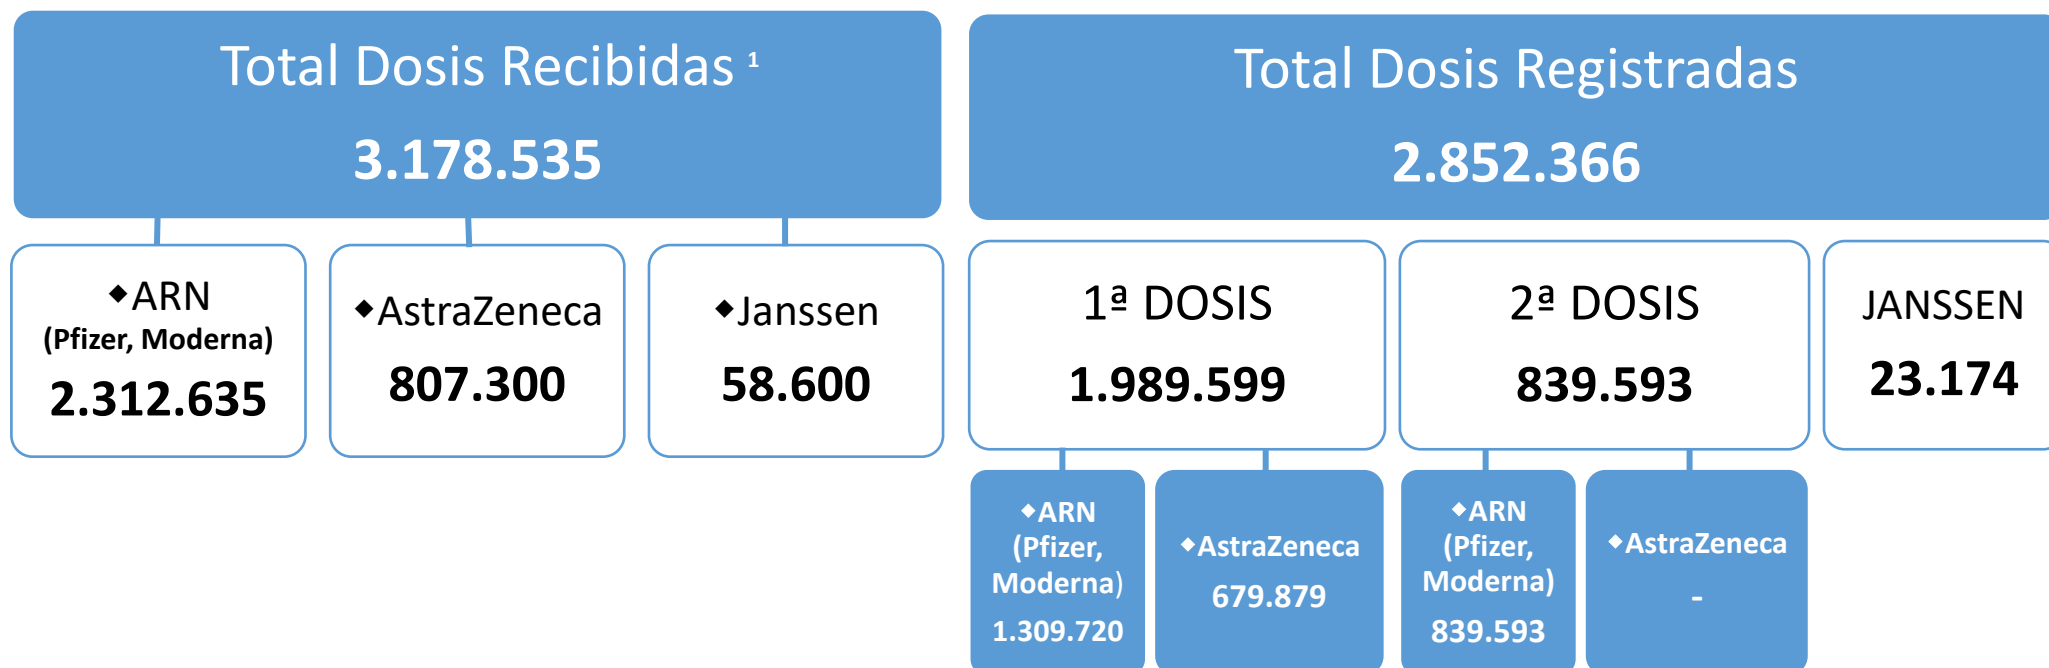 Total Dosis Recibidas ¹
3.178.535
◆ARN
(Pfizer, Moderna)
2.312.635
◆AstraZeneca
807.300
◆Janssen
58.600
Total Dosis Registradas
2.852.366
1ª DOSIS
1.989.599
2ª DOSIS
839.593
JANSSEN
23.174
◆ARN
(Pfizer,
Moderna)
1.309.720
◆AstraZeneca
679.879
◆ARN
(Pfizer,
Moderna)
839.593
◆AstraZeneca
-